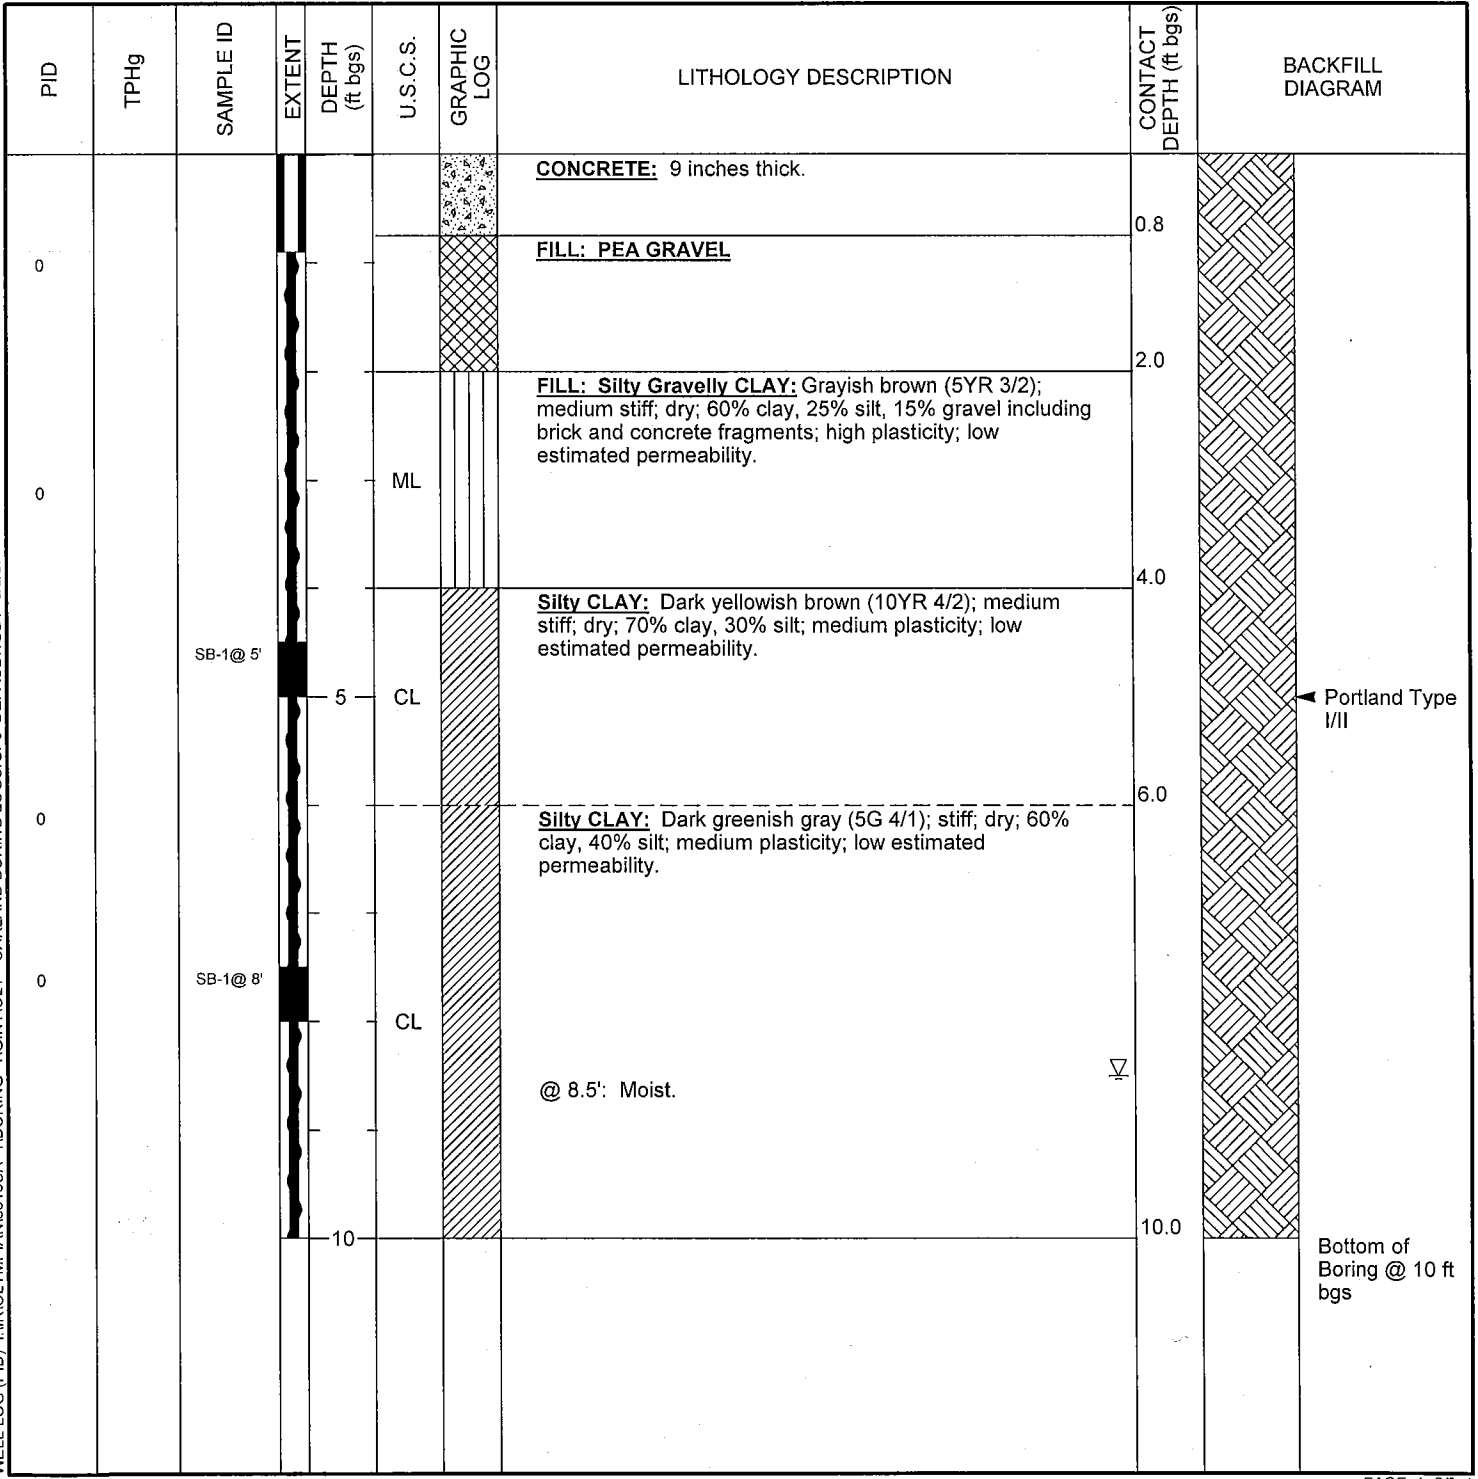 PID
TPHg
SAMPLE ID
EXTENT
DEPTH
(ft bgs)
U.S.C.S.
GRAPHIC
LOG
LITHOLOGY DESCRIPTION
CONTACT
DEPTH (ft bgs)
BACKFILL
DIAGRAM
CONCRETE: 9 inches thick.
0.8
FILL: PEA GRAVEL
0
2.0
FILL: Silty Gravelly CLAY: Grayish brown (5YR 3/2);
medium stiff; dry; 60% clay, 25% silt, 15% gravel including
brick and concrete fragments; high plasticity; low
estimated permeability.
ML
0
4.0
Silty CLAY: Dark yellowish brown (10YR 4/2); medium
stiff; dry; 70% clay, 30% silt; medium plasticity; low
estimated permeability.
SB-1@ 5'
5
CL
Portland Type
I/II
6.0
Silty CLAY: Dark greenish gray (5G 4/1); stiff; dry; 60%
clay, 40% silt; medium plasticity; low estimated
permeability.
0
0
SB-1@ 8'
CL
@ 8.5': Moist.
10.0
10
Bottom of
Boring @ 10 ft
bgs